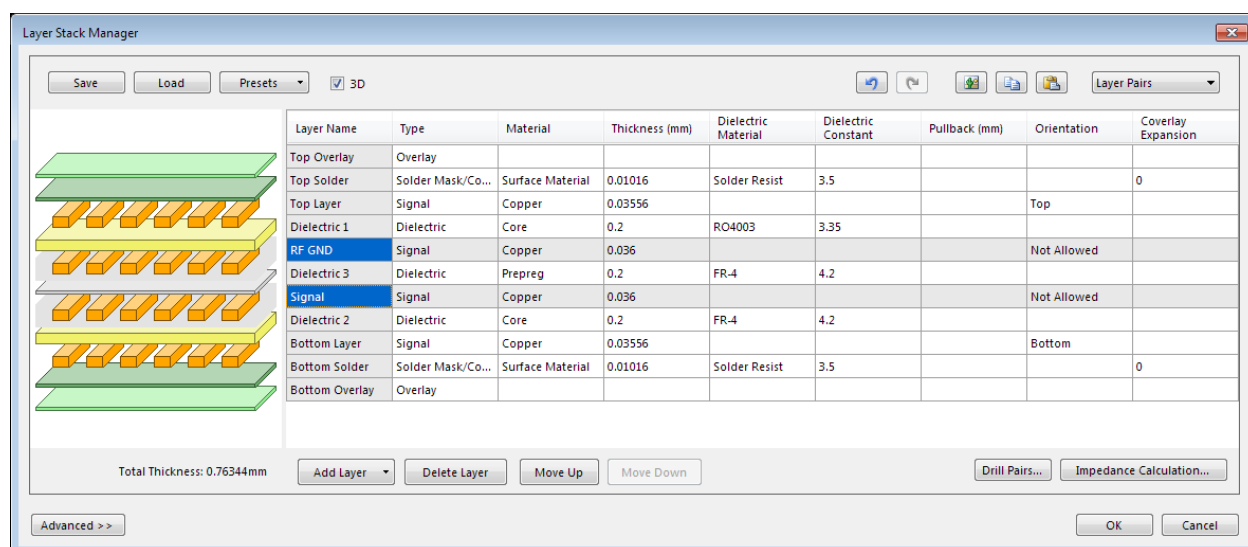 Layer Stack Manager
Save Load Presets 3D Layer Pairs
Layer Name Type Material Thickness (mm) Dielectric Material Dielectric Constant Pullback (mm) Orientation Coverlay Expansion
Top Overlay Overlay
Top Solder Solder Mask/Co... Surface Material 0.01016 Solder Resist 3.5 0
Top Layer Signal Copper 0.03556 Top
Dielectric 1 Dielectric Core 0.2 RO4003 3.35
RF GND Signal Copper 0.036 Not Allowed
Dielectric 3 Dielectric Prepreg 0.2 FR-4 4.2
Signal Signal Copper 0.036 Not Allowed
Dielectric 2 Dielectric Core 0.2 FR-4 4.2
Bottom Layer Signal Copper 0.03556 Bottom
Bottom Solder Solder Mask/Co... Surface Material 0.01016 Solder Resist 3.5 0
Bottom Overlay Overlay
Total Thickness: 0.76344mm Add Layer Delete Layer Move Up Move Down Drill Pairs... Impedance Calculation...
Advanced >> OK Cancel